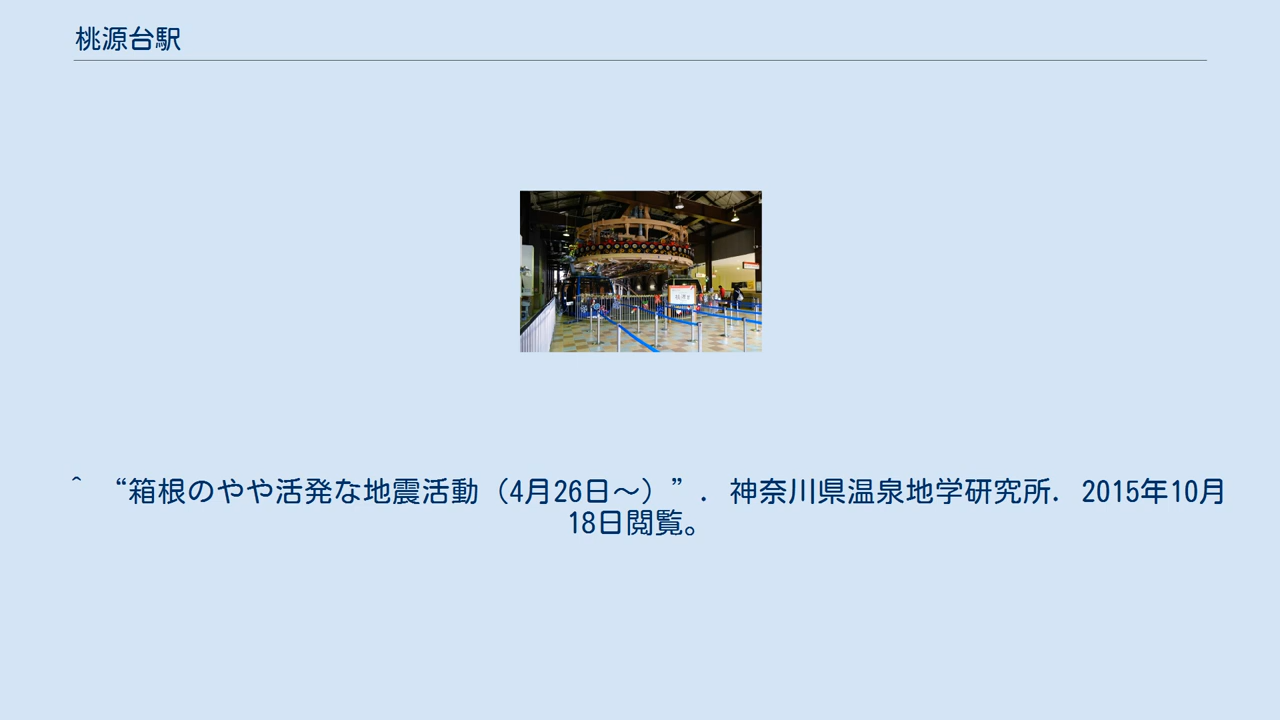 桃源台駅
^ “箱根のやや活発な地震活動（4月26日～）”. 神奈川県温泉地学研究所. 2015年10月
18日閲覧。